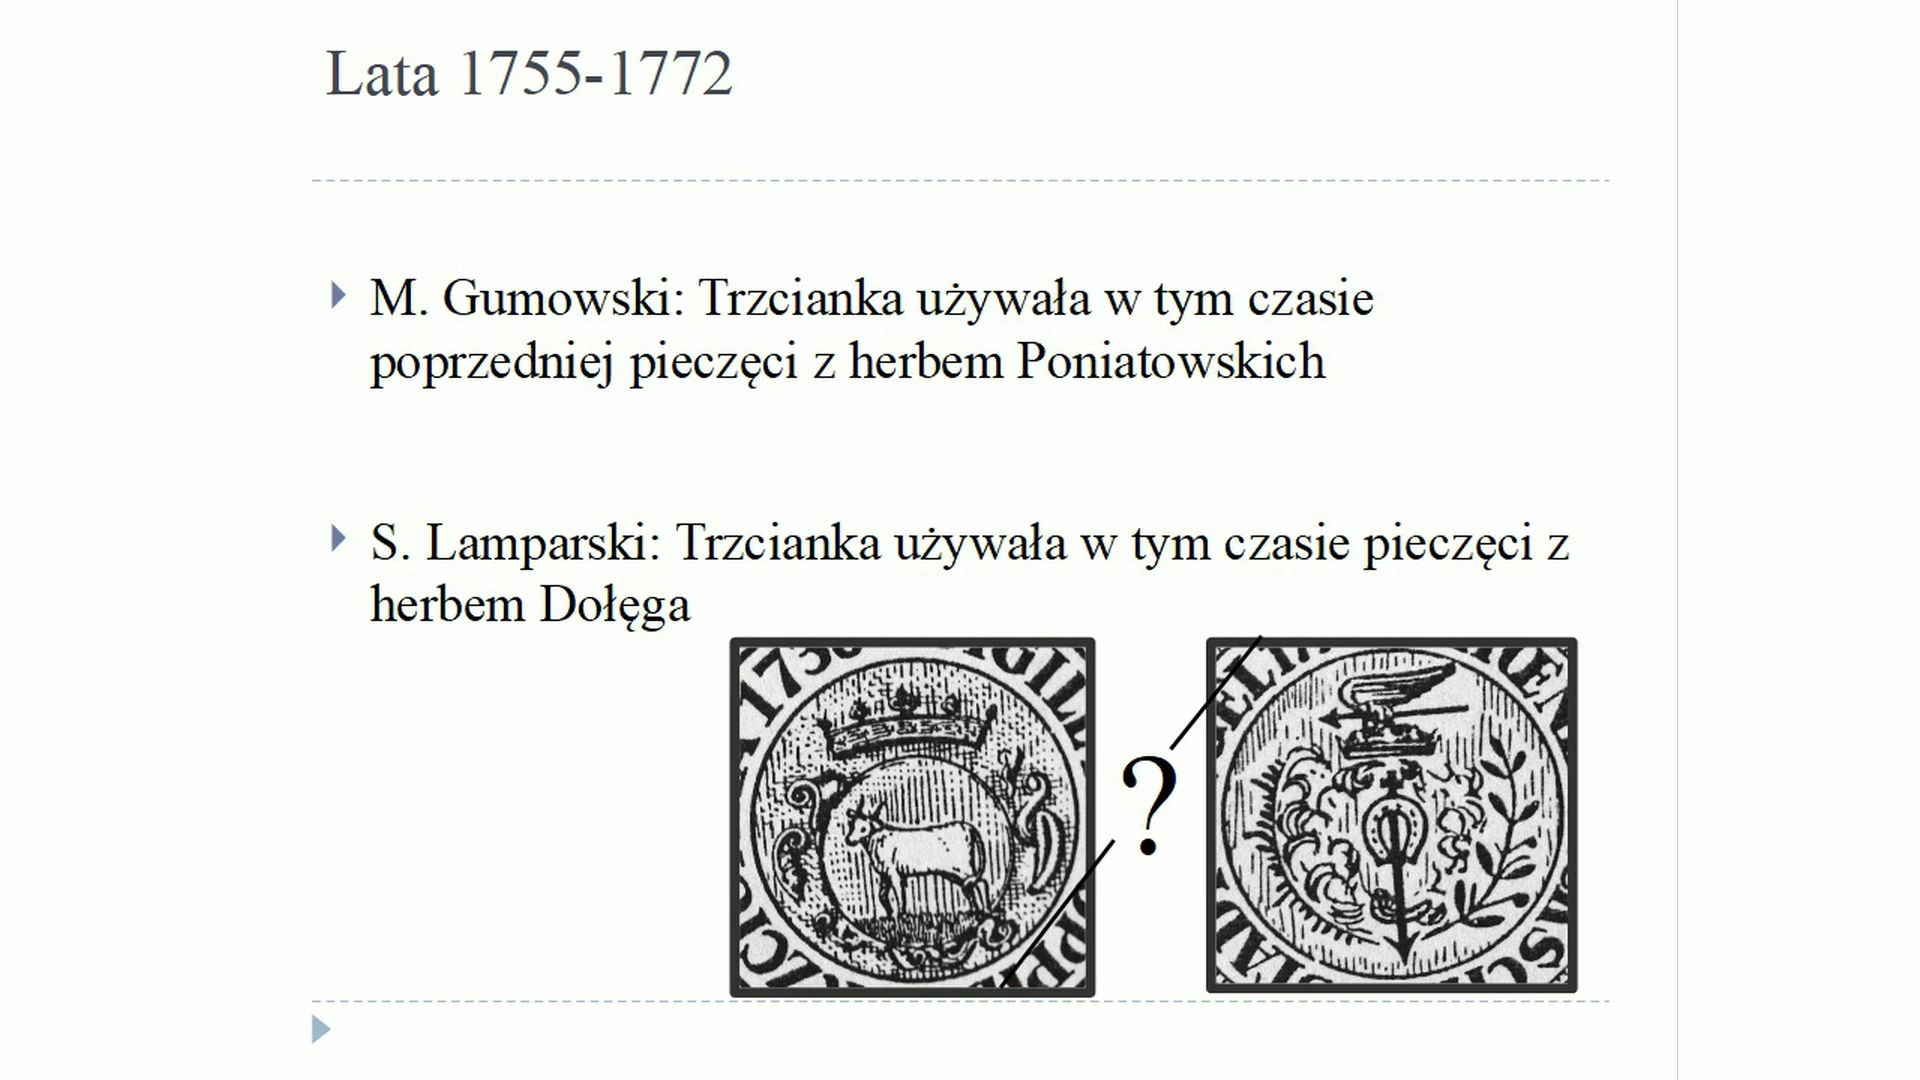 Lata 1755-1772
M. Gumowski: Trzcianka używała w tym czasie
poprzedniej pieczęci z herbem Poniatowskich
S. Lamparski: Trzcianka używała w tym czasie pieczęci z
herbem Dołęga
?